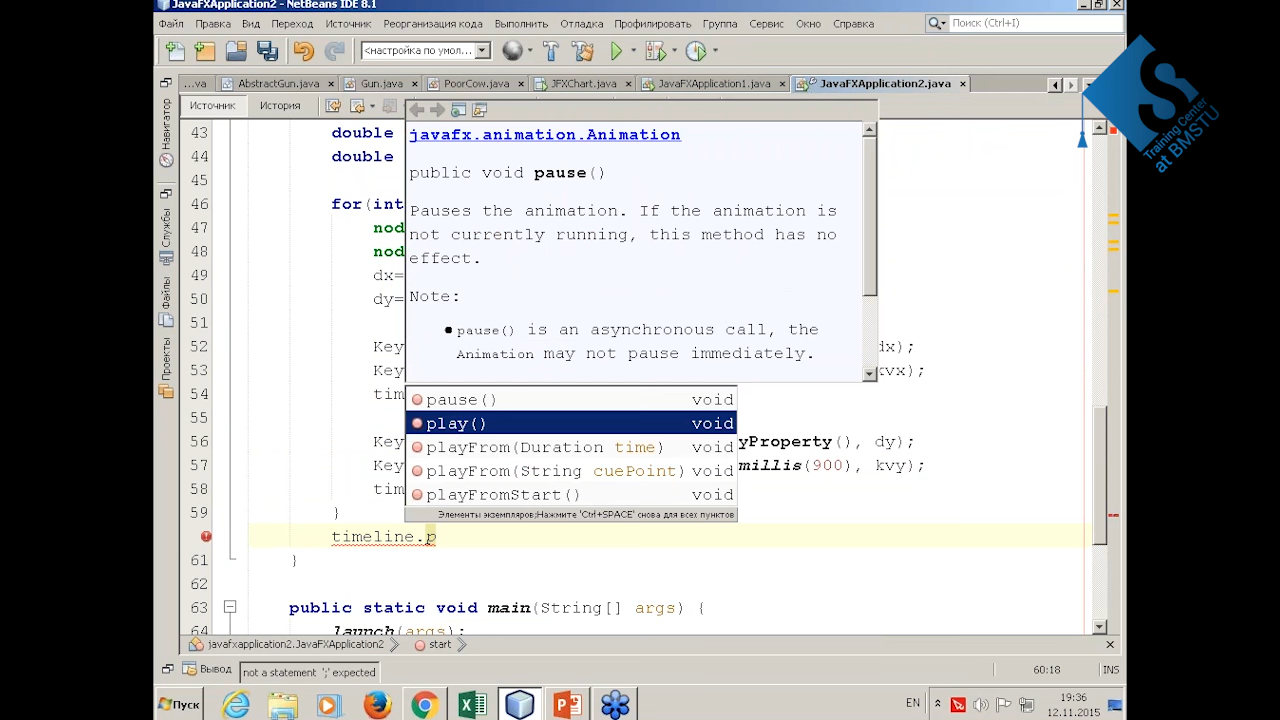 JavaFXApplication2 - NetBeans IDE 8.1
Файл Правка Вид Переход Источник Реорганизация кода Выполнить Отладка Профилировать Группа Сервис Окно Справка
Поиск (Ctrl+I)
<настройка по умол...
...va AbstractGun.java Gun.java PoorCow.java JFXChart.java JavaFXApplication1.java JavaFXApplication2.java
Источник История
Навигатор
Службы
Файлы
Проекты
43 double
44 double
45
46 for(int
47 nod
48 nod
49 dx=
50 dy=
51
52 Key dx);
53 Key kvx);
54 tim
55
56 Key yProperty(), dy);
57 Key millis(900), kvy);
58 tim
59 }
timeline.p
61 }
62
63 public static void main(String[] args) {
64 launch(args);
javafx.animation.Animation
public void pause()
Pauses the animation. If the animation is
not currently running, this method has no
effect.
Note:
pause() is an asynchronous call, the
Animation may not pause immediately.
pause() void
play() void
playFrom(Duration time) void
playFrom(String cuePoint) void
playFromStart() void
Элементы экземпляров;Нажмите 'Ctrl+SPACE' снова для всех пунктов
javafxapplication2.JavaFXApplication2 start
Вывод not a statement ';' expected 60:18 INS
Пуск EN 19:36
12.11.2015
S
Training Center
at BMSTU